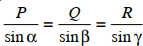 P/sin α = Q/sin β = R/sin γ